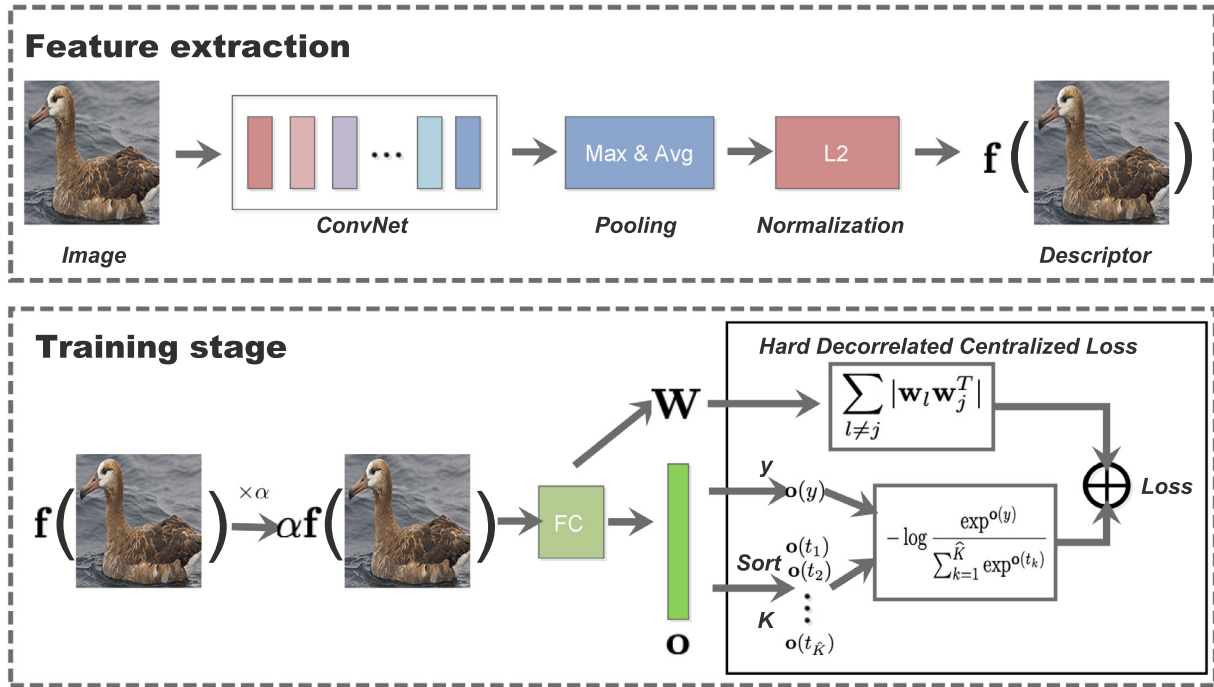 Feature extraction
Max & Avg
L2
f ( )
ConvNet
Pooling
Normalization
Image
Descriptor
Training stage
Hard Decorrelated Centralized Loss
W
∑_{l≠j} |w_l w_j^T|
y
o(y)
Loss
f( )
×α
αf( )
FC
−log exp^{o(y)} / ∑_{k=1}^{K̂} exp^{o(t_k)}
Sort
o(t_1)
o(t_2)
⋮
K
o(t_{K̂})
o